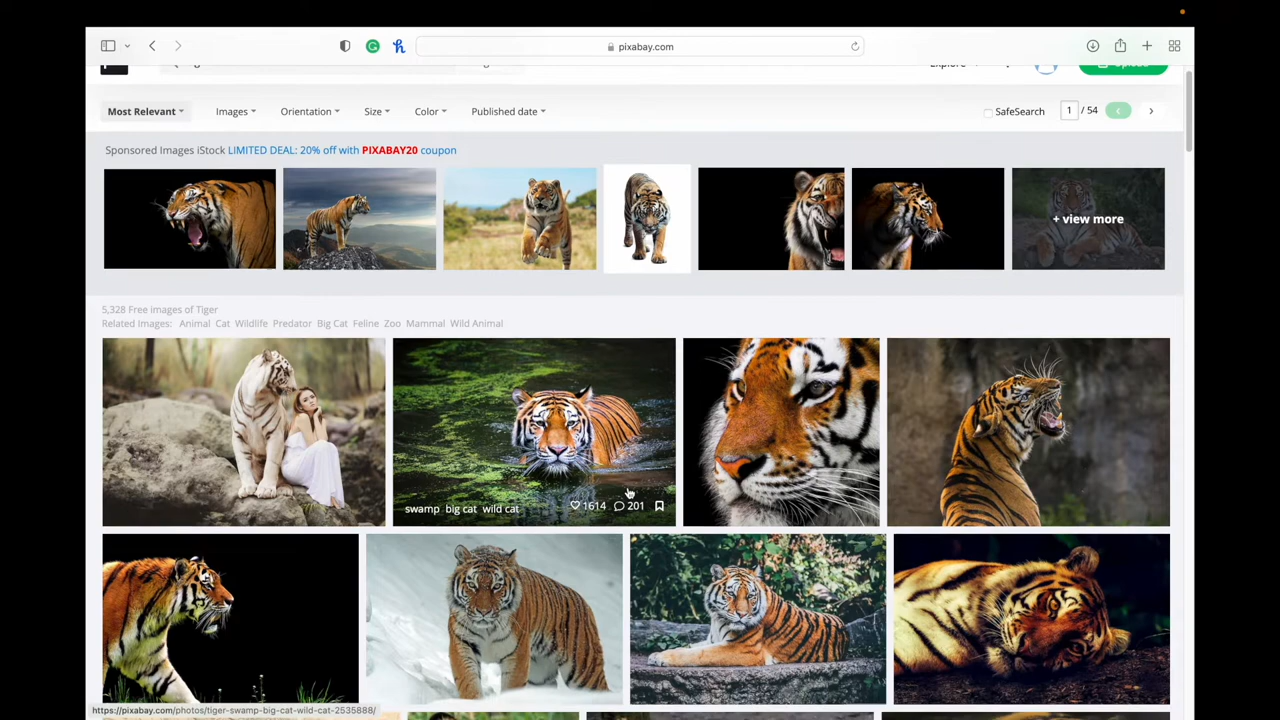 pixabay.com
Explore
Upload
Most Relevant Images Orientation Size Color Published date SafeSearch 1 / 54
Sponsored Images iStock LIMITED DEAL: 20% off with PIXABAY20 coupon
+ view more
5,328 Free images of Tiger
Related Images: Animal Cat Wildlife Predator Big Cat Feline Zoo Mammal Wild Animal
swamp big cat wild cat 1614 201
https://pixabay.com/photos/tiger-swamp-big-cat-wild-cat-2535888/